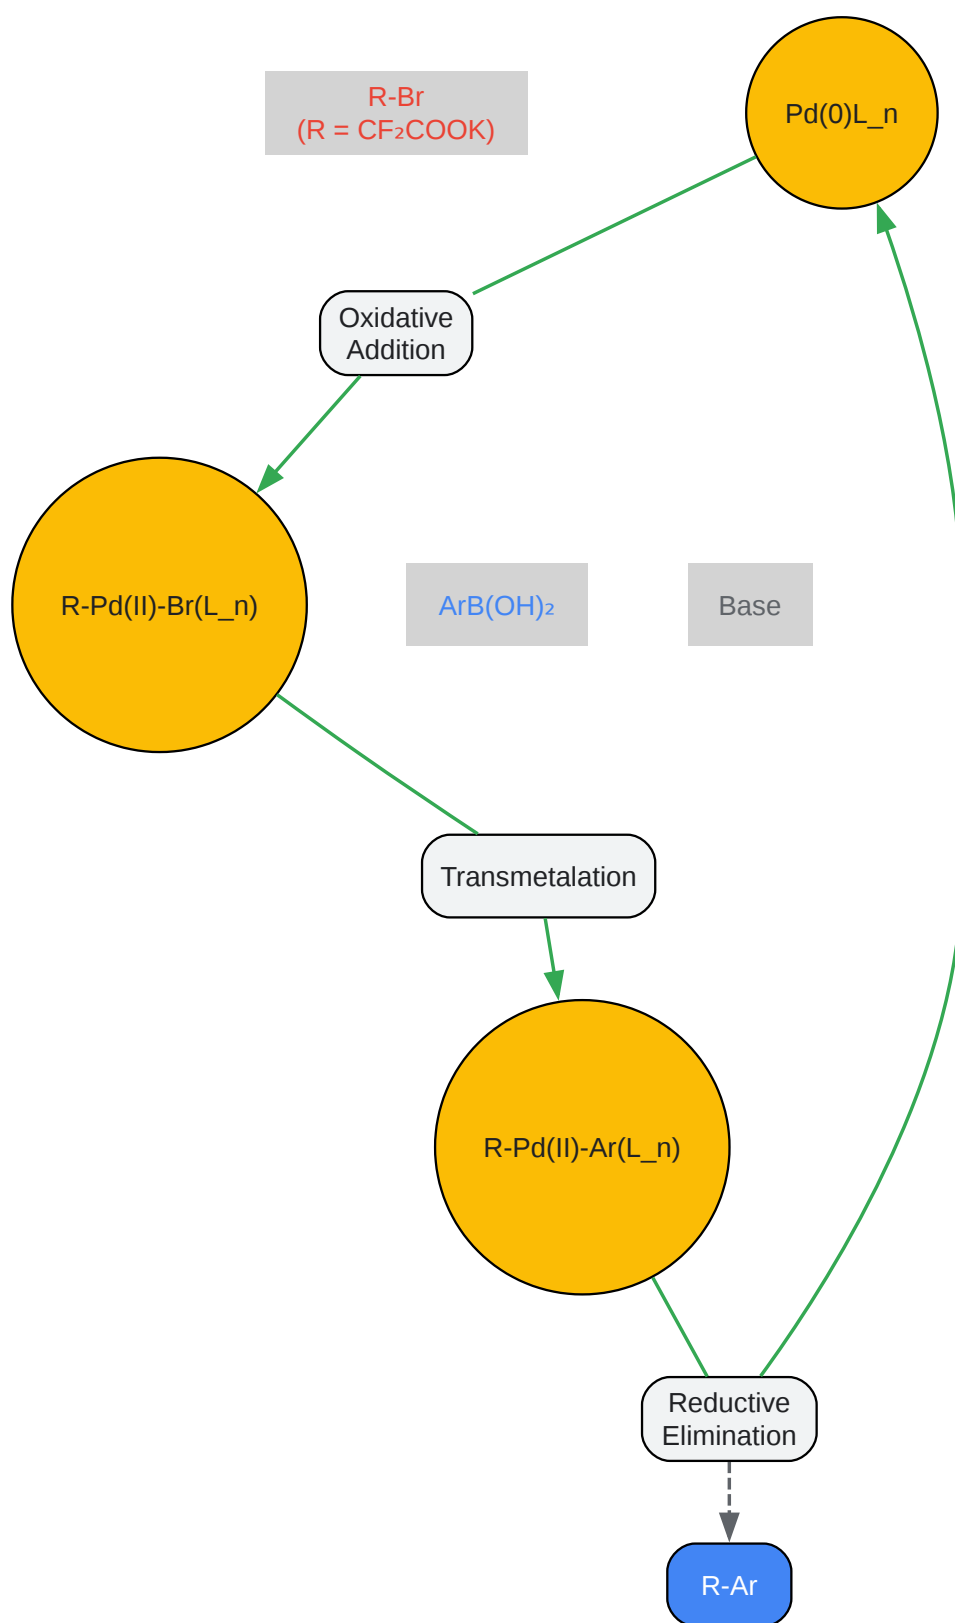 R-Br
(R = CF₂COOK)
Pd(0)L_n
Oxidative
Addition
R-Pd(II)-Br(L_n)
ArB(OH)₂
Base
Transmetalation
R-Pd(II)-Ar(L_n)
Reductive
Elimination
R-Ar